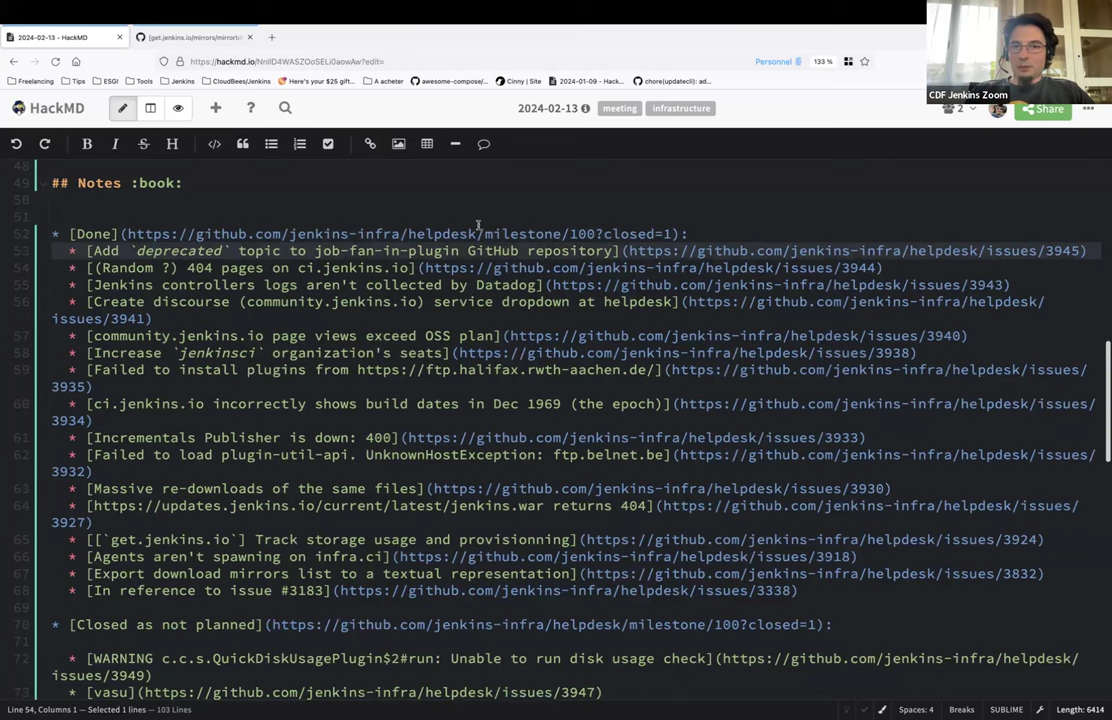 2024-02-13 - HackMD
[get.jenkins.io/mirrors/mirrorbi
https://hackmd.io/NnllD4WASZOoSELi0aowAw?edit=
Personnel
133 %
Freelancing
Tips
ESGI
Tools
Jenkins
CloudBees/Jenkins
Here's your $25 gift...
A acheter
awesome-compose/...
Cinny | Site
2024-01-09 - HackM...
chore(updatecli): ad...
CDF Jenkins Zoom
HackMD
2024-02-13
meeting
infrastructure
2
Share
48
49 ## Notes :book:
50
51
52 * [Done](https://github.com/jenkins-infra/helpdesk/milestone/100?closed=1):
53 * [Add `deprecated` topic to job-fan-in-plugin GitHub repository](https://github.com/jenkins-infra/helpdesk/issues/3945)
54 * [(Random ?) 404 pages on ci.jenkins.io](https://github.com/jenkins-infra/helpdesk/issues/3944)
55 * [Jenkins controllers logs aren't collected by Datadog](https://github.com/jenkins-infra/helpdesk/issues/3943)
56 * [Create discourse (community.jenkins.io) service dropdown at helpdesk](https://github.com/jenkins-infra/helpdesk/
issues/3941)
57 * [community.jenkins.io page views exceed OSS plan](https://github.com/jenkins-infra/helpdesk/issues/3940)
58 * [Increase `jenkinsci` organization's seats](https://github.com/jenkins-infra/helpdesk/issues/3938)
59 * [Failed to install plugins from https://ftp.halifax.rwth-aachen.de/](https://github.com/jenkins-infra/helpdesk/issues/
3935)
60 * [ci.jenkins.io incorrectly shows build dates in Dec 1969 (the epoch)](https://github.com/jenkins-infra/helpdesk/issues/
3934)
61 * [Incrementals Publisher is down: 400](https://github.com/jenkins-infra/helpdesk/issues/3933)
62 * [Failed to load plugin-util-api. UnknownHostException: ftp.belnet.be](https://github.com/jenkins-infra/helpdesk/issues/
3932)
63 * [Massive re-downloads of the same files](https://github.com/jenkins-infra/helpdesk/issues/3930)
64 * [https://updates.jenkins.io/current/latest/jenkins.war returns 404](https://github.com/jenkins-infra/helpdesk/issues/
3927)
65 * [[`get.jenkins.io`] Track storage usage and provisionning](https://github.com/jenkins-infra/helpdesk/issues/3924)
66 * [Agents aren't spawning on infra.ci](https://github.com/jenkins-infra/helpdesk/issues/3918)
67 * [Export download mirrors list to a textual representation](https://github.com/jenkins-infra/helpdesk/issues/3832)
68 * [In reference to issue #3183](https://github.com/jenkins-infra/helpdesk/issues/3338)
69
70 * [Closed as not planned](https://github.com/jenkins-infra/helpdesk/milestone/100?closed=1):
71
72 * [WARNING c.c.s.QuickDiskUsagePlugin$2#run: Unable to run disk usage check](https://github.com/jenkins-infra/helpdesk/
issues/3949)
73 * [vasu](https://github.com/jenkins-infra/helpdesk/issues/3947)
Line 54, Columns 1 — Selected 1 lines — 103 Lines
Spaces: 4
Breaks
SUBLIME
Length: 6414